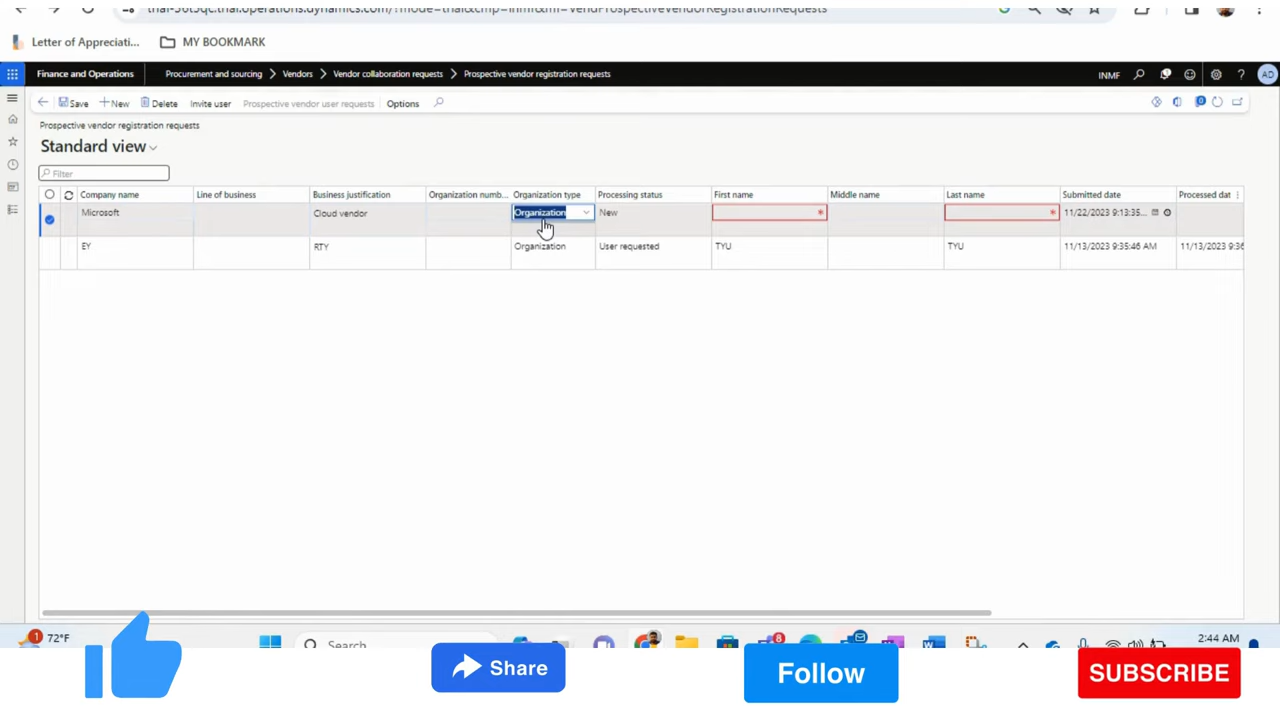 Letter of Appreciati... MY BOOKMARK
Finance and Operations Procurement and sourcing > Vendors > Vendor collaboration requests > Prospective vendor registration requests INMF ? AD
Save + New Delete Invite user Prospective vendor user requests Options 0
Prospective vendor registration requests
Standard view
Filter
Company name Line of business Business justification Organization numb... Organization type Processing status First name Middle name Last name Submitted date Processed dat
Microsoft Cloud vendor Organization New * * 11/22/2023 9:13:35...
EY RTY Organization User requested TYU TYU 11/13/2023 9:35:46 AM 11/13/2023 9:36
1 72°F Search 8 2:44 AM
Share Follow SUBSCRIBE